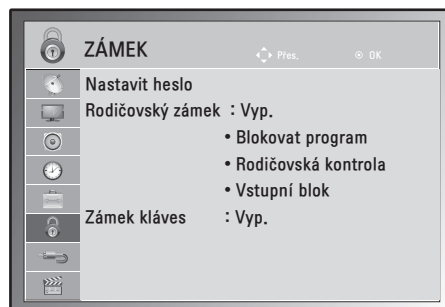 ZÁMEK
Přes.
OK
Nastavit heslo
Rodičovský zámek : Vyp.
• Blokovat program
• Rodičovská kontrola
• Vstupní blok
Zámek kláves : Vyp.